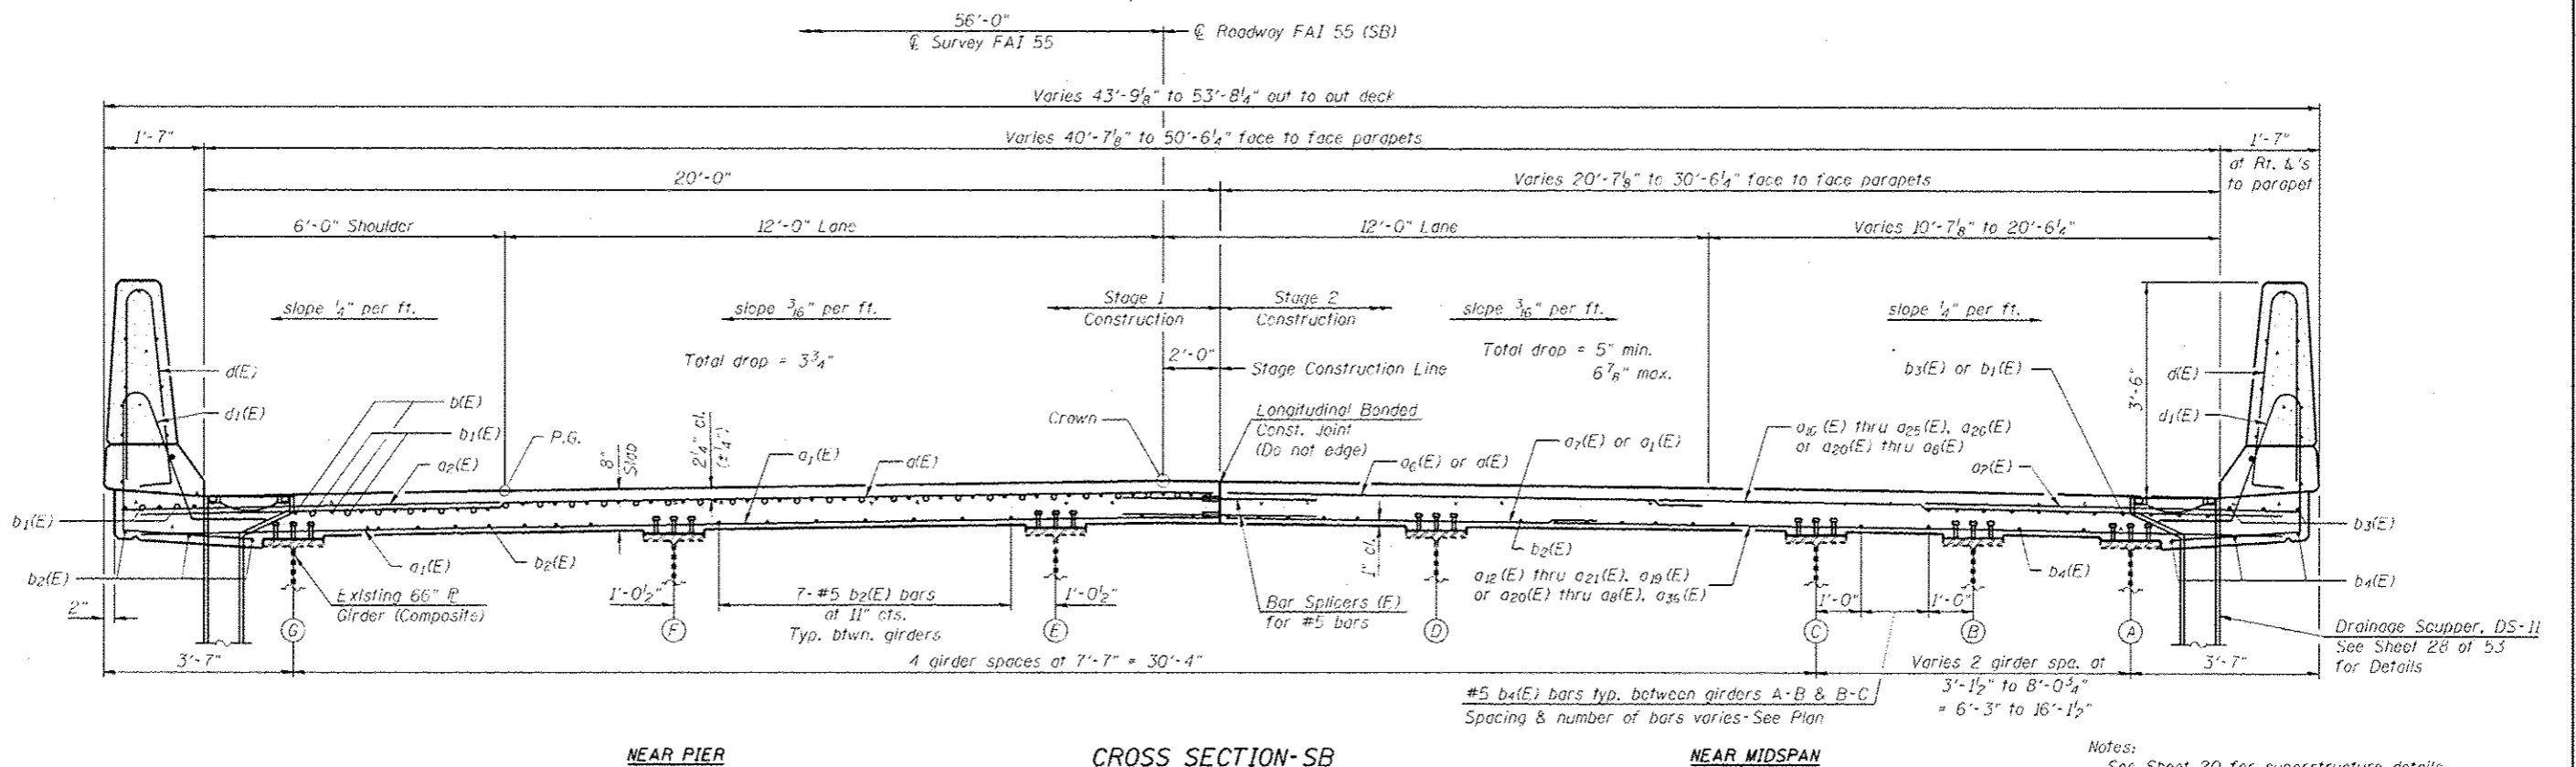 56'-0"
℄ Survey FAI 55
℄ Roadway FAI 55 (SB)
Varies 43'-9⅛" to 53'-8¼" out to out deck
1'-7"
Varies 40'-7⅛" to 50'-6¼" face to face parapets
1'-7"
at Rt. ∠'s
to parapet
20'-0"
Varies 20'-7⅛" to 30'-6¼" face to face parapets
6'-0" Shoulder
12'-0" Lane
12'-0" Lane
Varies 10'-7⅛" to 20'-6¼"
slope ¼" per ft.
slope 3/16" per ft.
Stage 1
Construction
Stage 2
Construction
slope 3/16" per ft.
slope ¼" per ft.
Total drop = 3¾"
2'-0"
Stage Construction Line
Total drop = 5" min.
6⅞" max.
b3(E) or b1(E)
3'-6"
d(E)
d1(E)
d(E)
d1(E)
b(E)
b1(E)
a2(E)
P.G.
8"
Slab
2¼" cl.
(±¼")
a1(E)
a(E)
Crown
Longitudinal Bonded
Const. Joint
(Do not edge)
a6(E) or a(E)
a7(E) or a1(E)
a10(E) thru a25(E), a26(E)
or a20(E) thru a6(E)
a2(E)
b1(E)
b2(E)
2"
a1(E)
b2(E)
Existing 66" ℙ
Girder (Composite)
1'-0½"
7-#5 b2(E) bars
at 11" cts.
Typ. btwn. girders
1'-0½"
1" cl.
Bar Splicers (E)
for #5 bars
b2(E)
a12(E) thru a21(E), a19(E)
or a20(E) thru a8(E), a36(E)
1'-0"
1'-0"
b4(E)
b3(E)
b4(E)
G
F
E
D
C
B
A
Drainage Scupper, DS-11
See Sheet 28 of 53
for Details
3'-7"
4 girder spaces at 7'-7" = 30'-4"
Varies 2 girder spa. at
3'-1½" to 8'-0¾"
= 6'-3" to 16'-1½"
3'-7"
#5 b4(E) bars typ. between girders A-B & B-C
Spacing & number of bars varies-See Plan
NEAR PIER
CROSS SECTION-SB
NEAR MIDSPAN
Notes:
See Sheet 20 for superstructure details